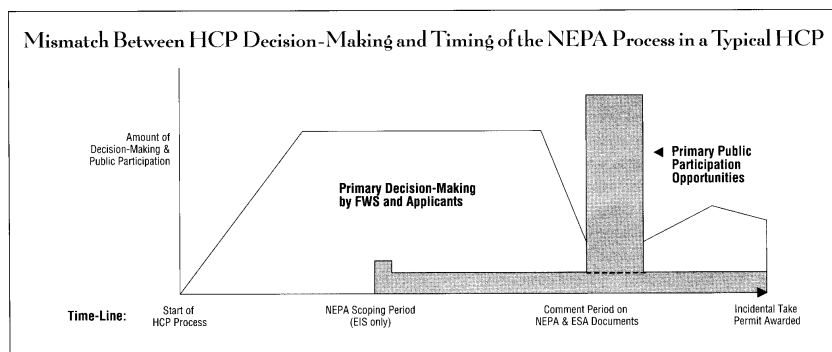 Mismatch Between HCP Decision-Making and Timing of the NEPA Process in a Typical HCP
Amount of
Decision-Making &
Public Participation
Primary Decision-Making
by FWS and Applicants
Primary Public
Participation
Opportunities
Time-Line:
Start of
HCP Process
NEPA Scoping Period
(EIS only)
Comment Period on
NEPA & ESA Documents
Incidental Take
Permit Awarded